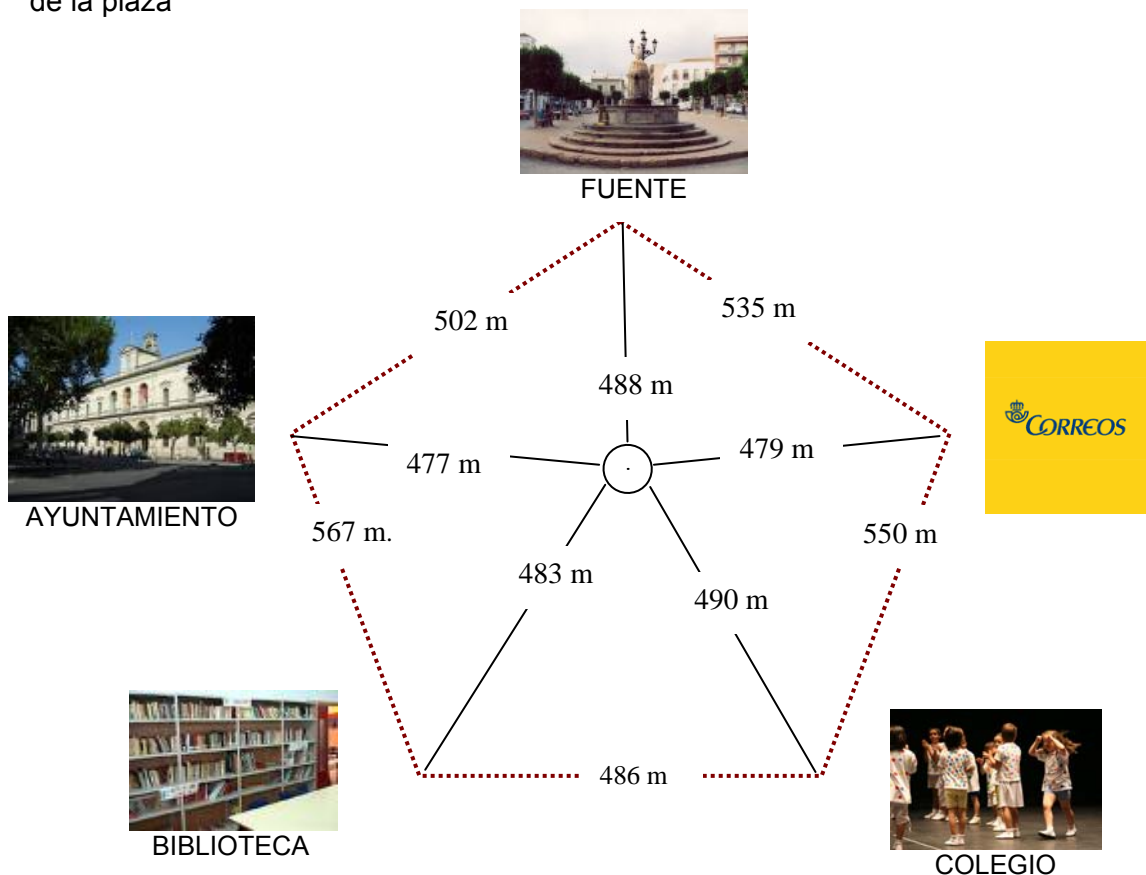 de la plaza
FUENTE
502 m
535 m
488 m
CORREOS
477 m
479 m
AYUNTAMIENTO
567 m.
550 m
483 m
490 m
486 m
BIBLIOTECA
COLEGIO